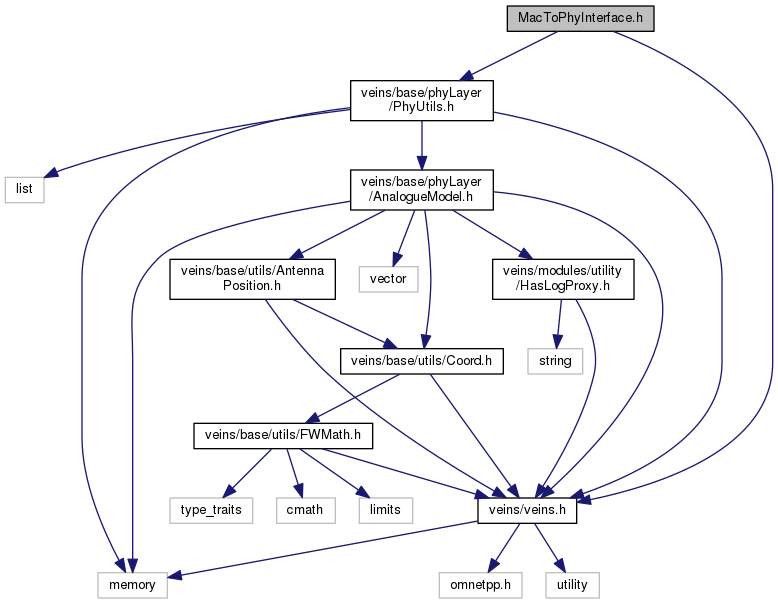 MacToPhyInterface.h
veins/base/phyLayer
/PhyUtils.h
list
veins/base/phyLayer
/AnalogueModel.h
veins/base/utils/Antenna
Position.h
vector
veins/modules/utility
/HasLogProxy.h
veins/base/utils/Coord.h
string
veins/base/utils/FWMath.h
type_traits
cmath
limits
veins/veins.h
memory
omnetpp.h
utility